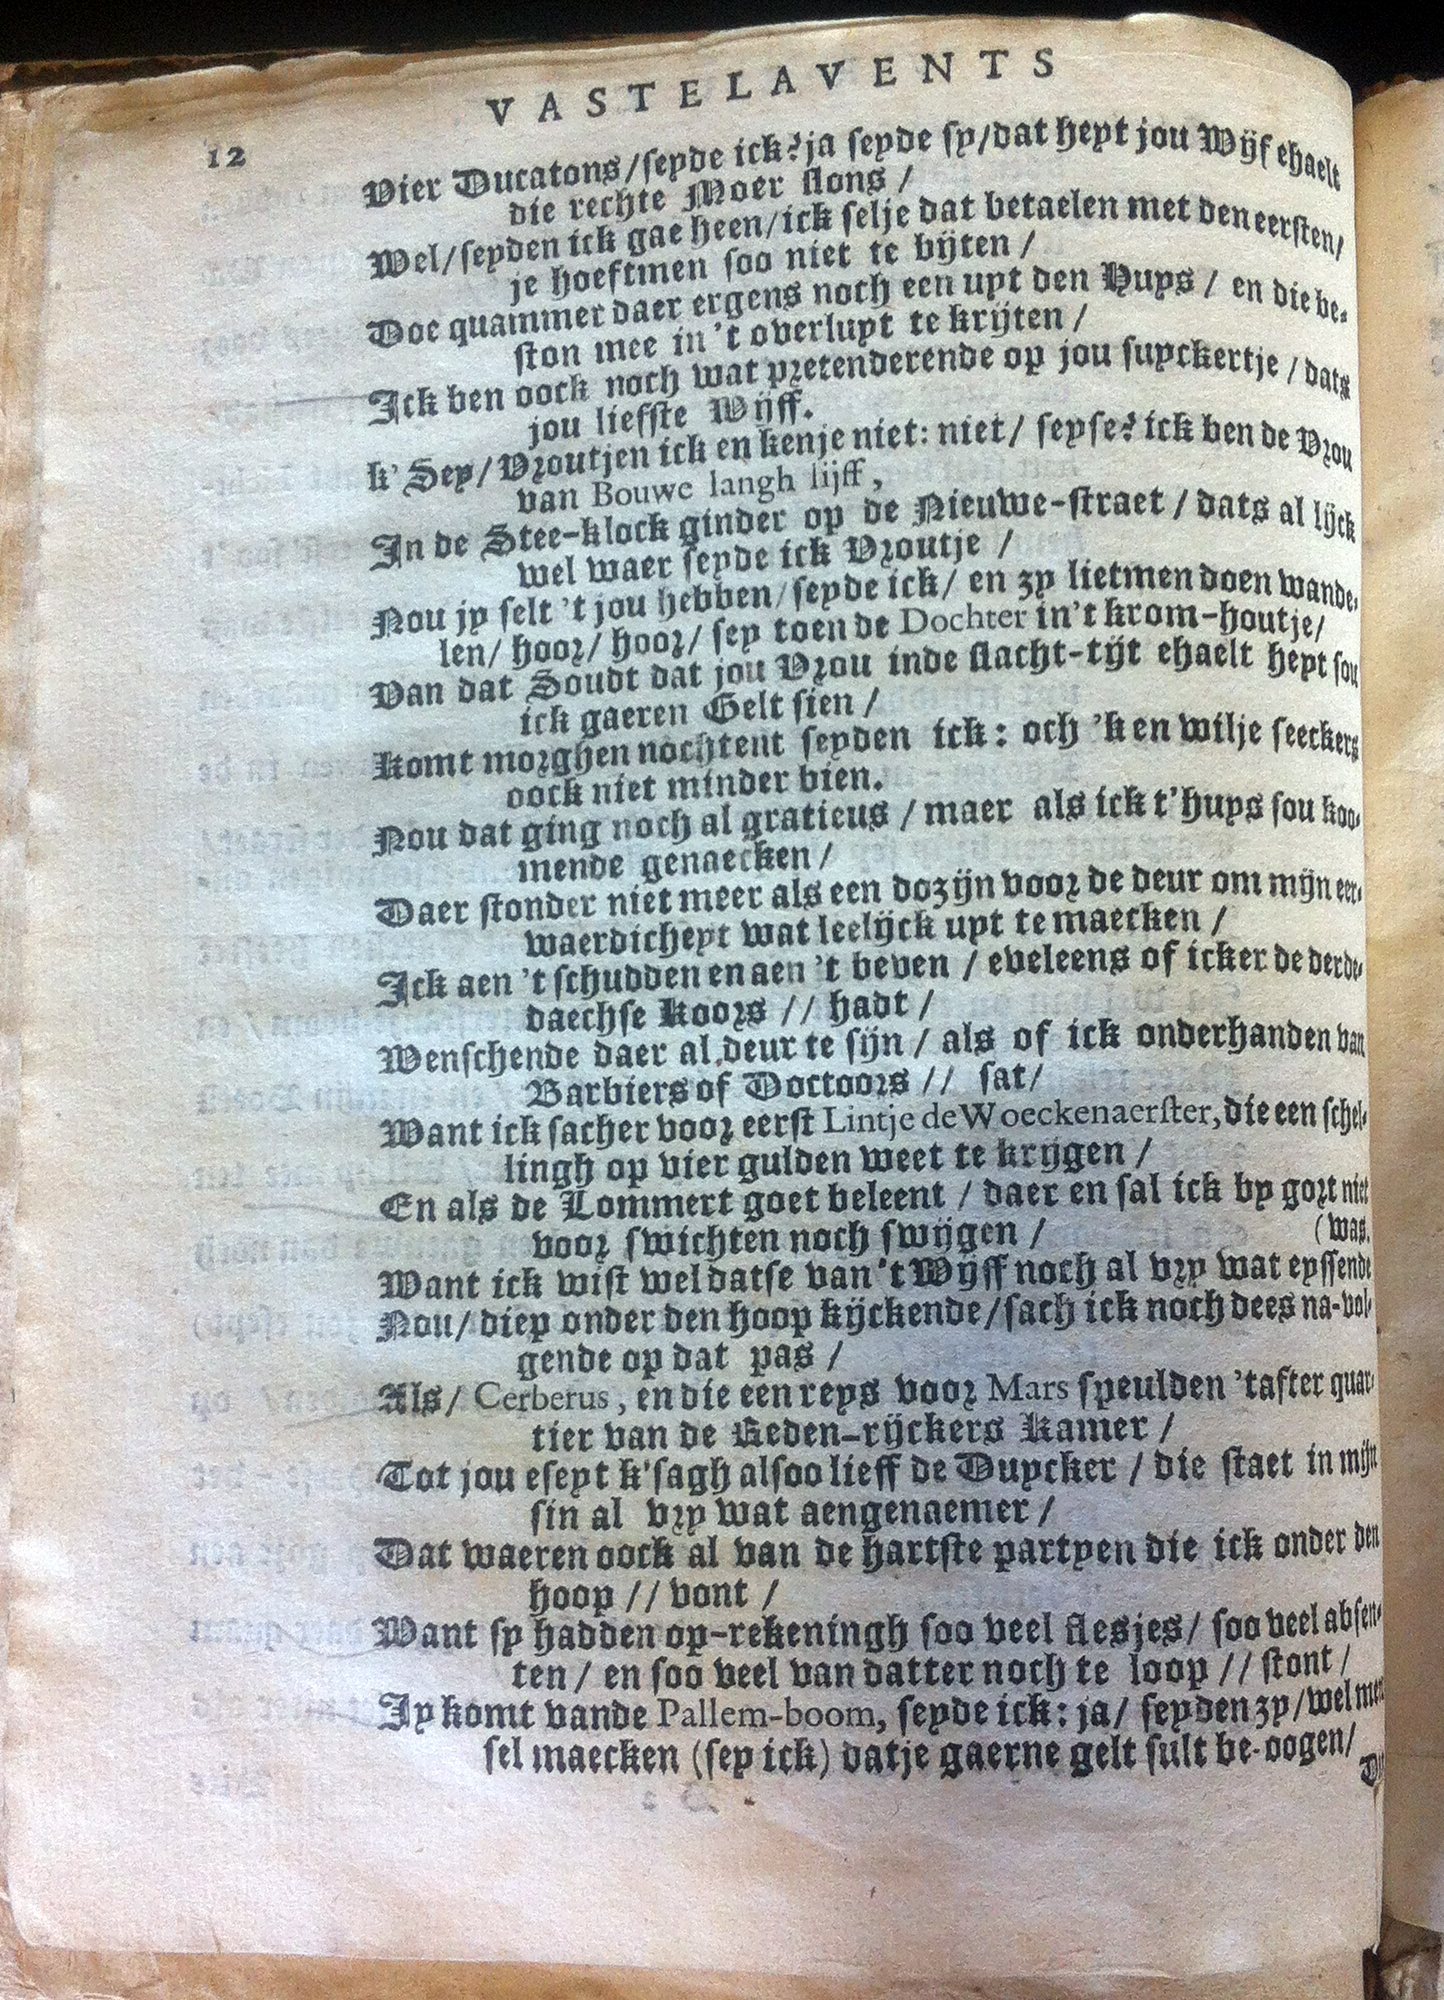 VASTELAVENTS
12
Vier Ducatons/seyde ick? ja seyde sy/dat heyt jou Wijf ehaelt
die rechte Moer slons /
Wel/seyden ick gae heen/ick selje dat betaelen met den eersten/
je hoeftmen soo niet te bijten /
Doe quammer daer ergens noch een uyt den Huys / en die be-
ston mee in 't overluyt te krijten /
Ick ben oock noch wat pretenderende op jou suyckertje / dats
jou liefste Wijff.
k' Sey/ Vroutjen ick en kenje niet: niet/ seyse? ick ben de Vrou
van Bouwe langh lijff,
In de Stee-klock ginder op de Nieuwe-straet / dats al lijck
wel waer seyde ick Vroutje /
Nou jy selt 't jou hebben/seyde ick/ en zy lietmen doen wande-
len/ hoor/ hoor/ sey toen de Dochter in't krom-houtje/
Van dat Soudt dat jou Vrou inde slacht-tijt ehaelt heyt sou
ick gaeren Gelt sien /
Komt morghen nochtent seyden ick: och 'k en wilje seeckers
oock niet minder bien.
Nou dat ging noch al graticus / maer als ick t'huys sou koo-
mende genaecken /
Daer stonder niet meer als een dozijn voor de deur om mijn eer-
waerdicheyt wat leelijck uyt te maecken /
Ick aen 't schudden en aen 't beven / eveleens of icker de derde-
daechse Koors // hadt /
Wenschende daer al deur te sijn / als of ick onderhanden van
Barbiers of Doctoors // sat/
Want ick sacher voor eerst Lintje de Woeckenaerster, die een schel-
lingh op vier gulden weet te krijgen /
En als de Lommert goet beleent / daer en sal ick by gort niet
voor swichten noch swijgen / (was.
Want ick wist wel datse van 't Wijff noch al vry wat eyssende
Nou/ diep onder den hoop kijckende/sach ick noch dees na-vol-
gende op dat pas /
Als/ Cerberus, en die een reys voor Mars speulden 't after quar-
tier van de Reden-rijckers Kamer /
Tot jou eseyt k'sagh alsoo lieff de Duycker / die staet in mijn
sin al vry wat aengenaemer /
Dat waeren oock al van de hartste partyen die ick onder den
hoop // vont /
Want sy hadden op-rekeningh soo veel flesjes/ soo veel absen-
ten / en soo veel van datter noch te loop // stont /
Jy komt vande Pallem-boom, seyde ick: ja/ seyden zy/wel men
sel maecken (sey ick) datje gaerne gelt sult be-oogen/